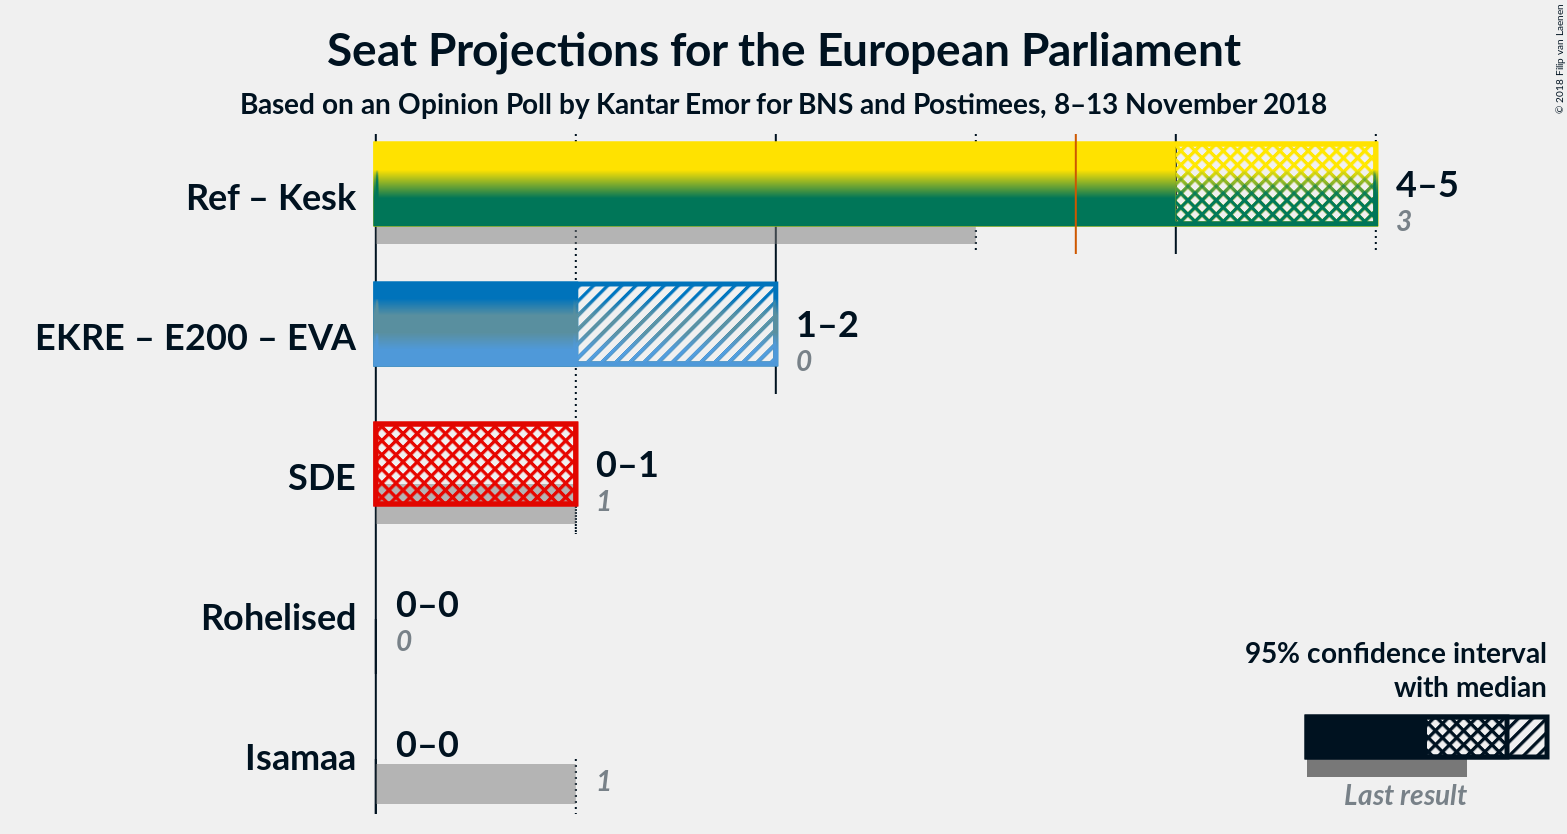 Seat Projections for the European Parliament
Based on an Opinion Poll by Kantar Emor for BNS and Postimees, 8–13 November 2018
© 2018 Filip van Laenen
Ref – Kesk
4–5
3
EKRE – E200 – EVA
1–2
0
SDE
0–1
1
Rohelised
0–0
0
Isamaa
0–0
1
95% confidence interval
with median
Last result